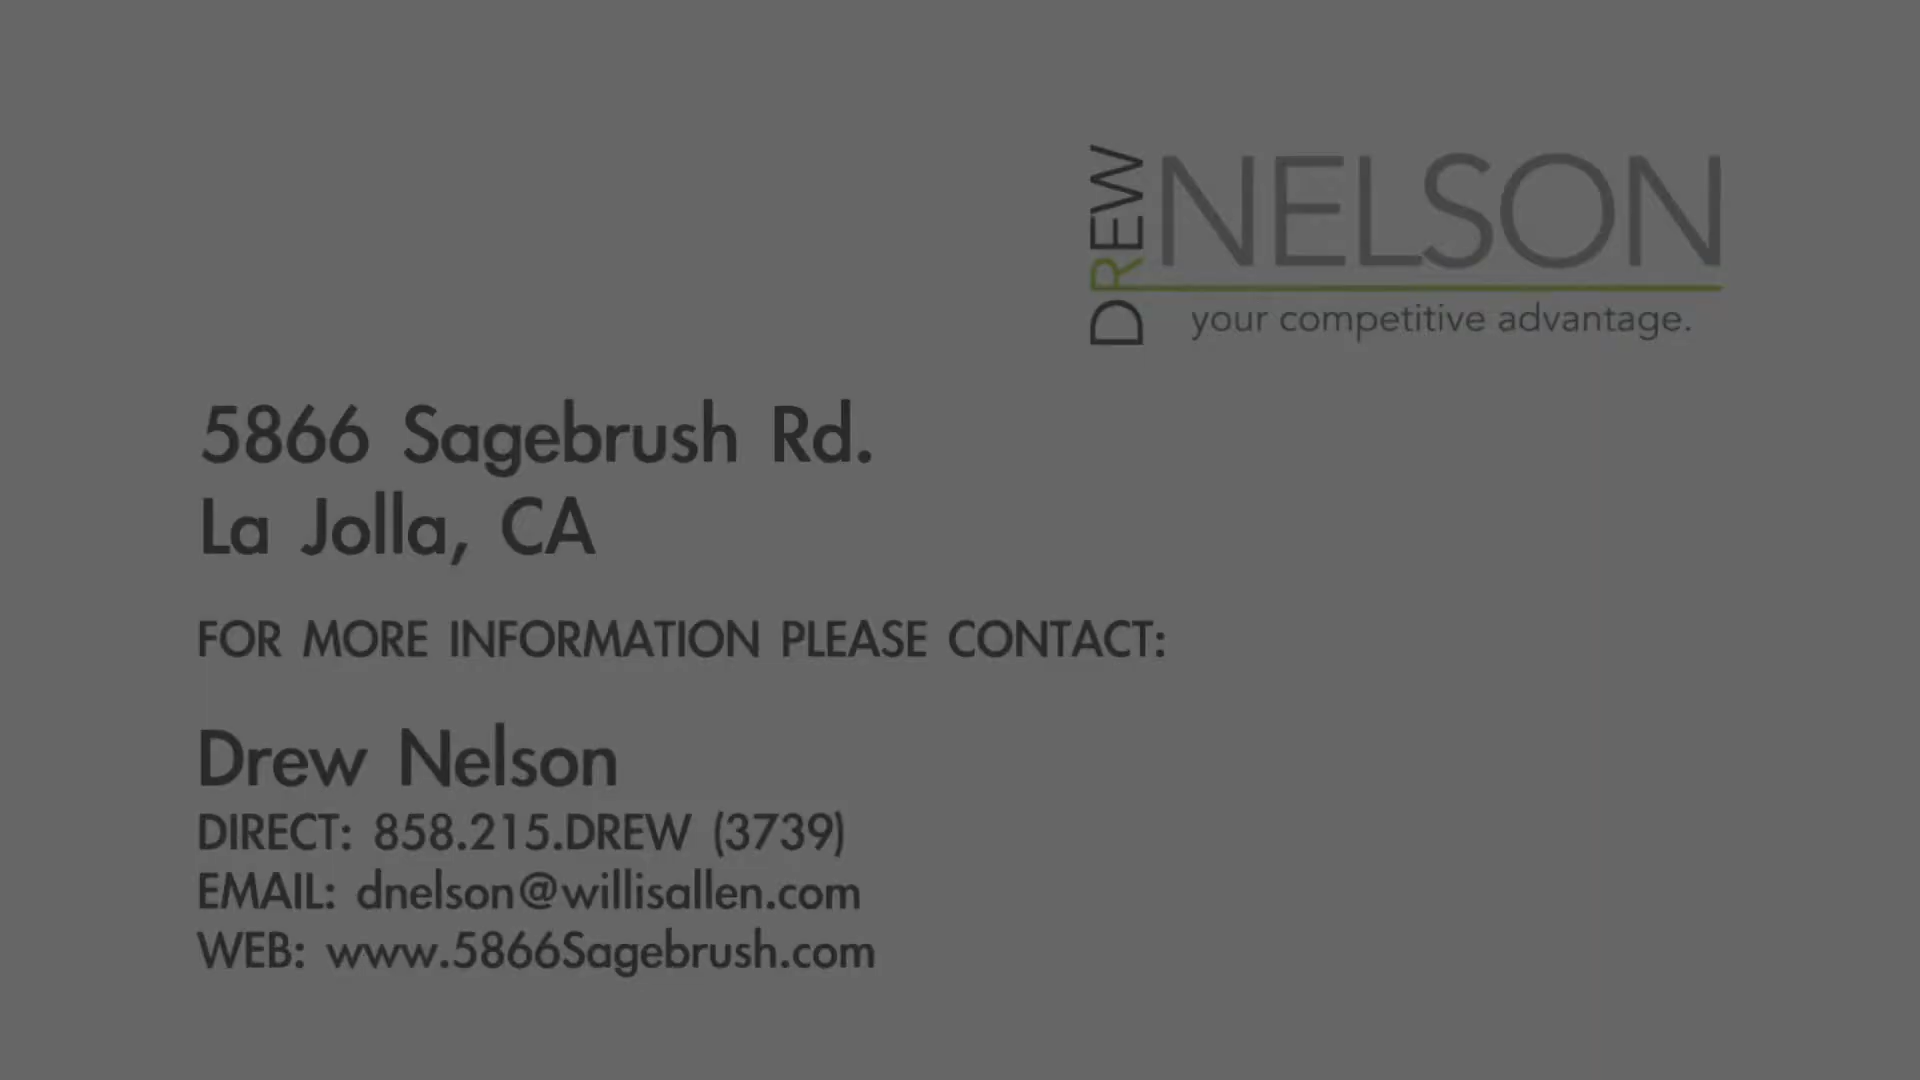 DREW NELSON
your competitive advantage.
5866 Sagebrush Rd.
La Jolla, CA
FOR MORE INFORMATION PLEASE CONTACT:
Drew Nelson
DIRECT: 858.215.DREW (3739)
EMAIL: dnelson@willisallen.com
WEB: www.5866Sagebrush.com